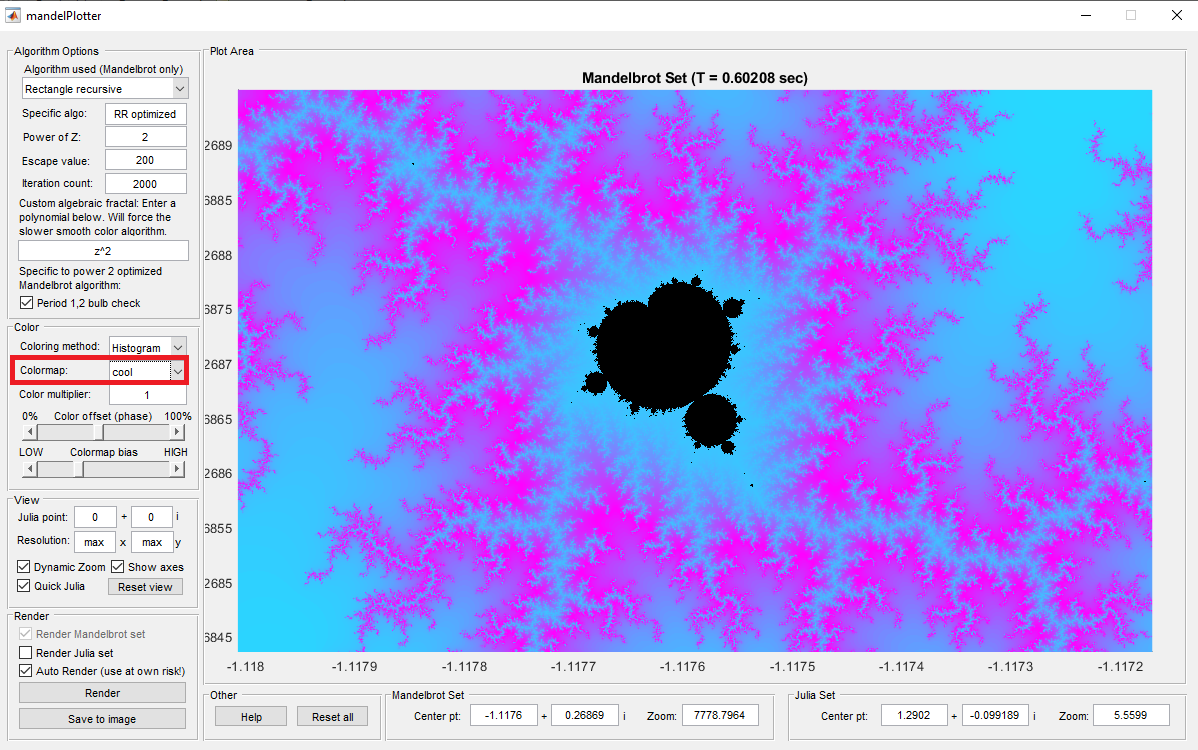 mandelPlotter
Algorithm Options
Algorithm used (Mandelbrot only)
Rectangle recursive
Specific algo: RR optimized
Power of Z: 2
Escape value: 200
Iteration count: 2000
Custom algebraic fractal: Enter a
polynomial below. Will force the
slower smooth color algorithm.
z^2
Specific to power 2 optimized
Mandelbrot algorithm:
Period 1,2 bulb check
Color
Coloring method: Histogram
Colormap: cool
Color multiplier: 1
0% Color offset (phase) 100%
LOW Colormap bias HIGH
View
Julia point: 0 + 0 i
Resolution: max x max y
Dynamic Zoom Show axes
Quick Julia Reset view
Render
Render Mandelbrot set
Render Julia set
Auto Render (use at own risk!)
Render
Save to image
Plot Area
Mandelbrot Set (T = 0.60208 sec)
2689
6885
2688
6875
2687
6865
2686
6855
2685
6845
-1.118 -1.1179 -1.1178 -1.1177 -1.1176 -1.1175 -1.1174 -1.1173 -1.1172
Other
Help Reset all
Mandelbrot Set
Center pt: -1.1176 + 0.26869 i Zoom: 7778.7964
Julia Set
Center pt: 1.2902 + -0.099189 i Zoom: 5.5599